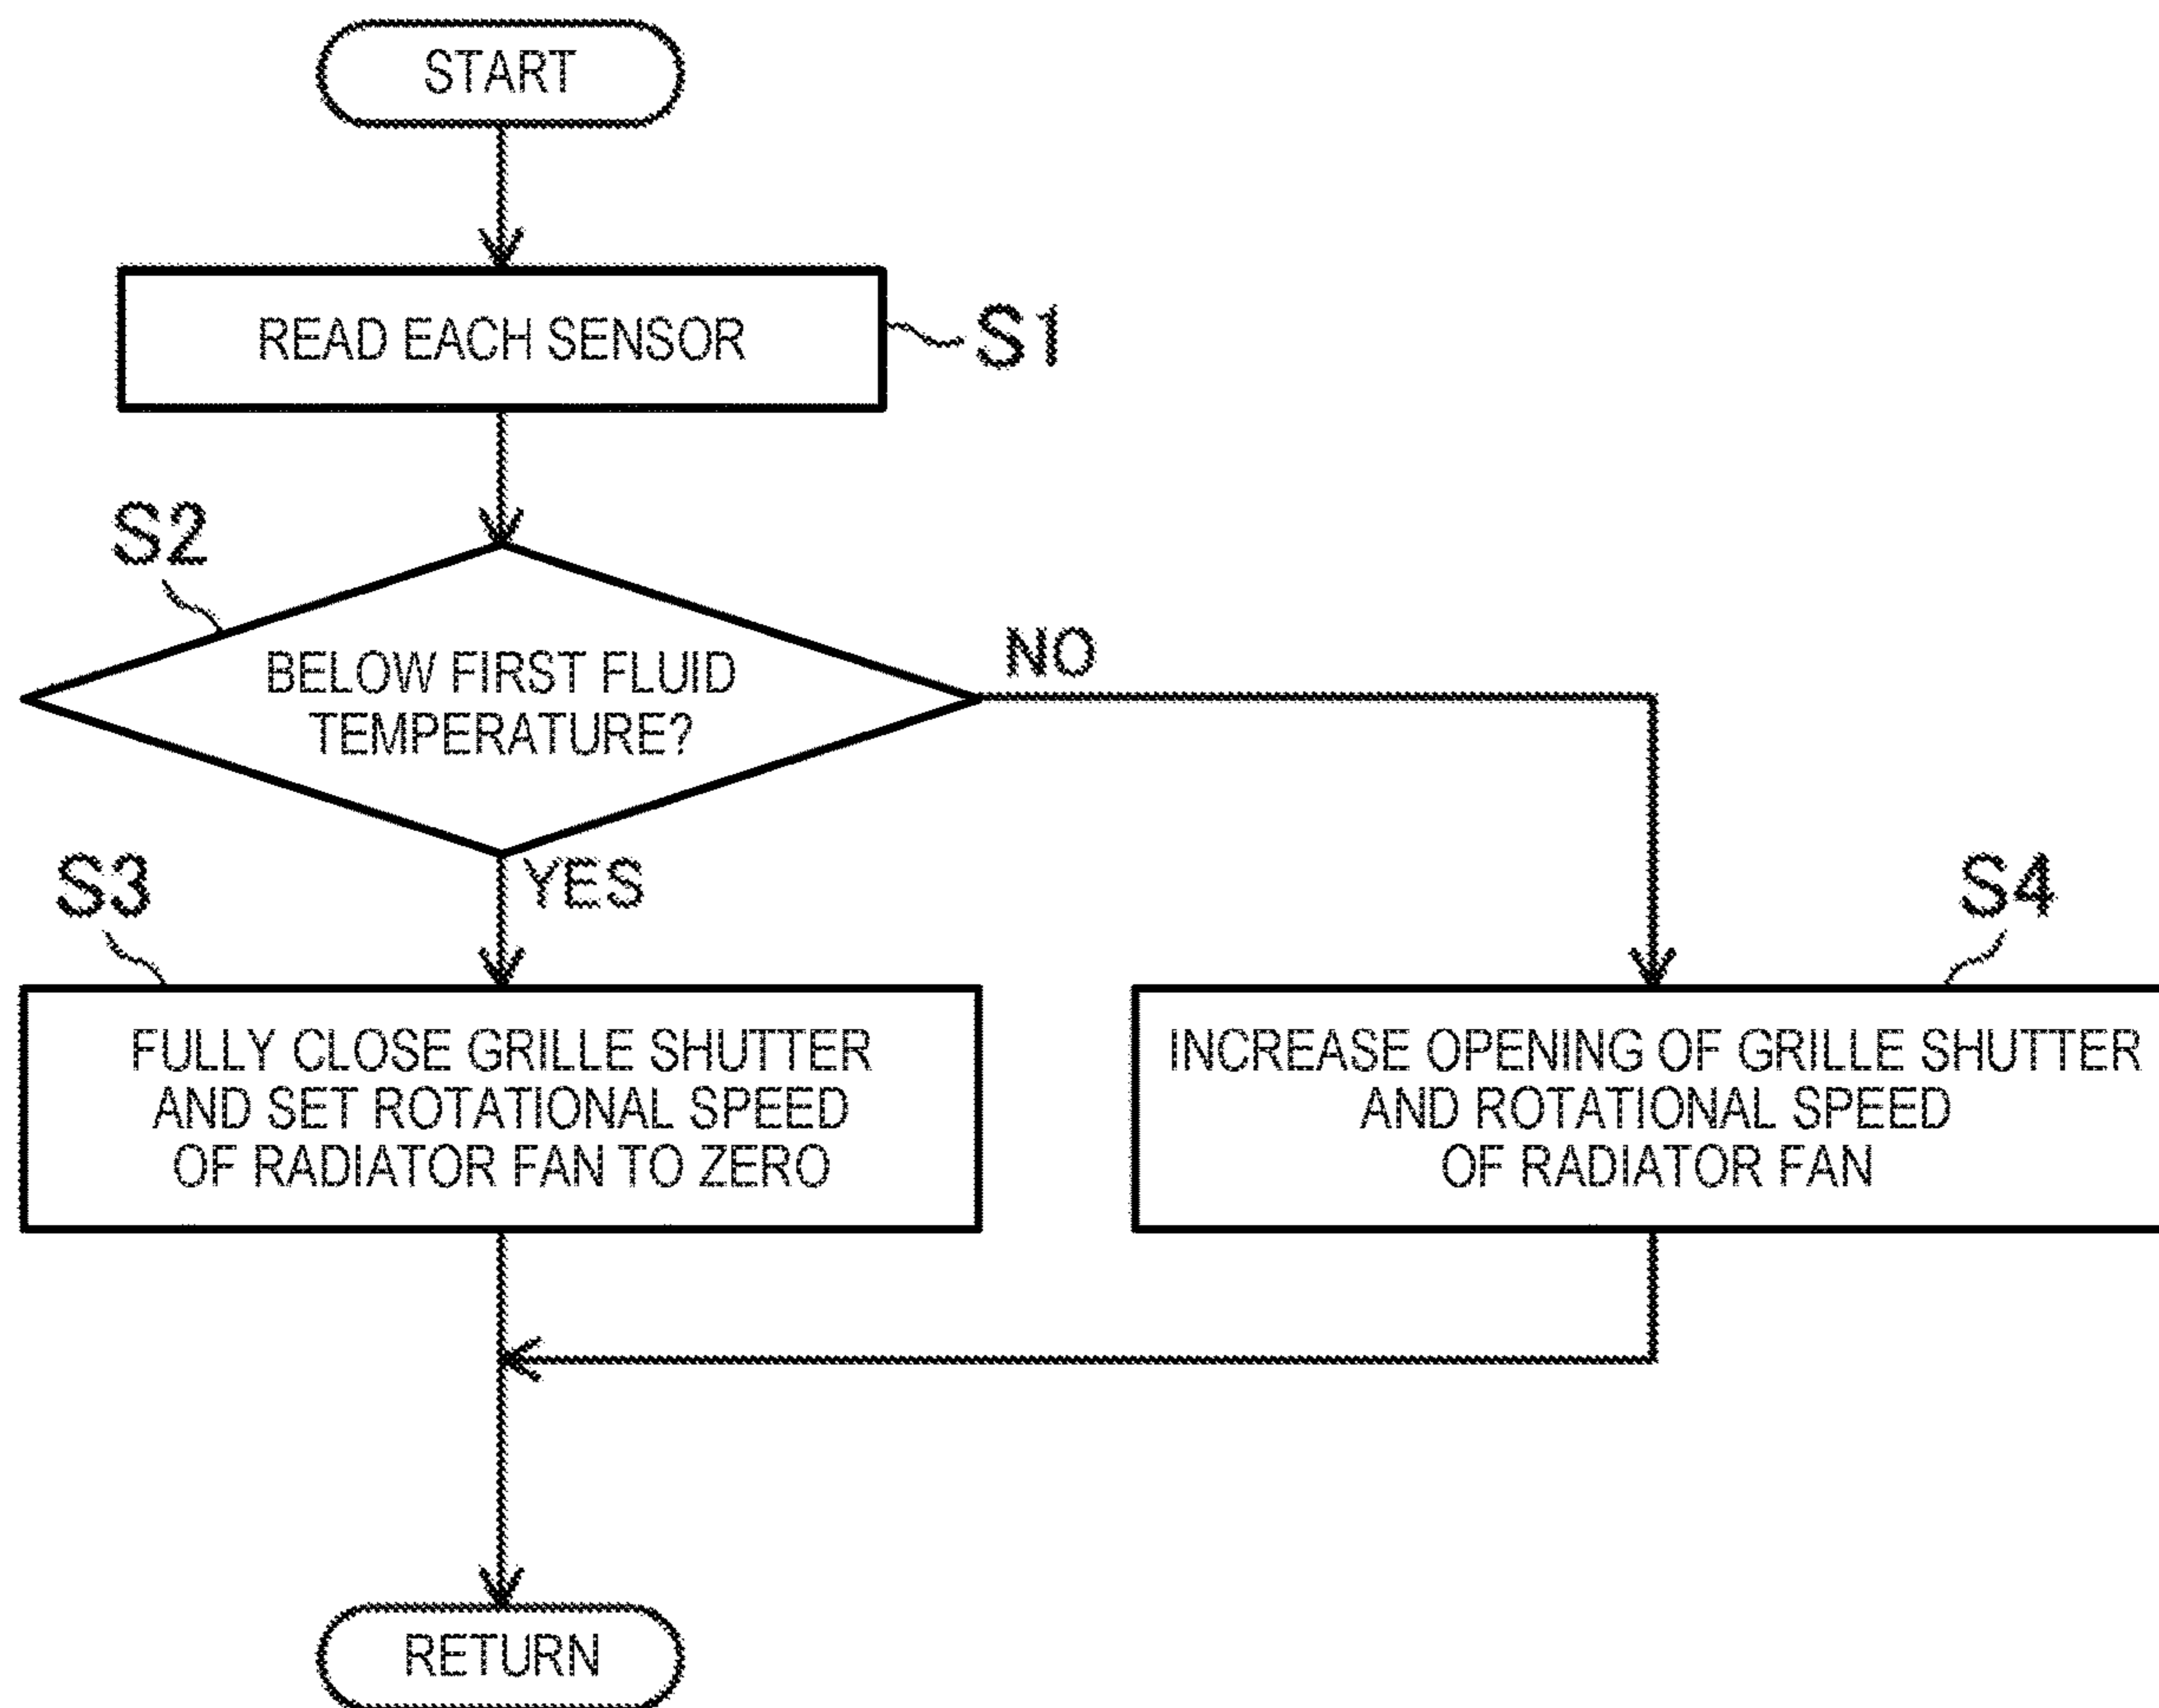 START
READ EACH SENSOR
S1
S2
BELOW FIRST FLUID
TEMPERATURE?
NO
YES
S3
FULLY CLOSE GRILLE SHUTTER
AND SET ROTATIONAL SPEED
OF RADIATOR FAN TO ZERO
S4
INCREASE OPENING OF GRILLE SHUTTER
AND ROTATIONAL SPEED
OF RADIATOR FAN
RETURN